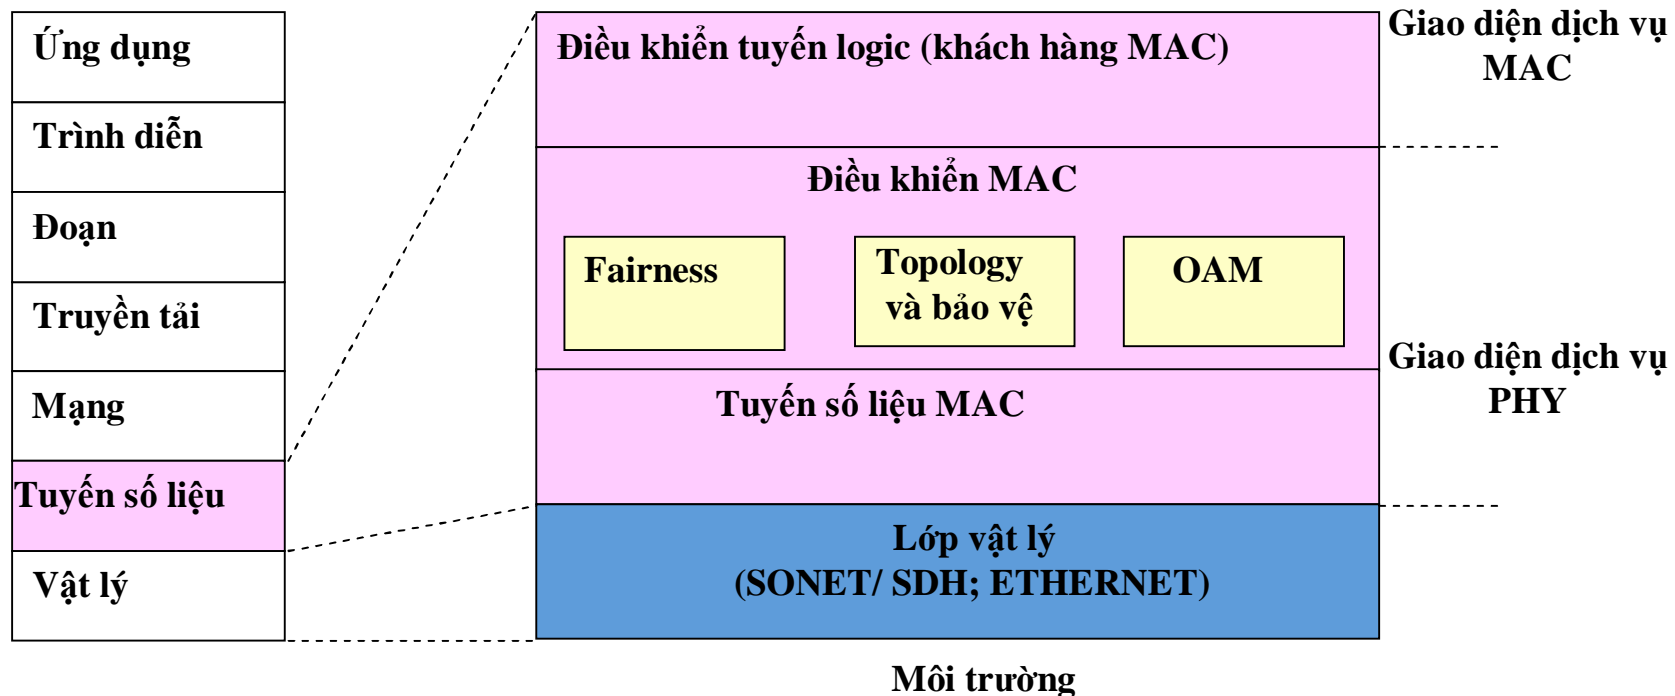 Ứng dụng
Trình diễn
Đoạn
Truyền tải
Mạng
Tuyến số liệu
Vật lý
Điều khiển tuyến logic (khách hàng MAC)
Điều khiển MAC
Fairness
Topology
và bảo vệ
OAM
Tuyến số liệu MAC
Lớp vật lý
(SONET/ SDH; ETHERNET)
Môi trường
Giao diện dịch vụ
MAC
Giao diện dịch vụ
PHY